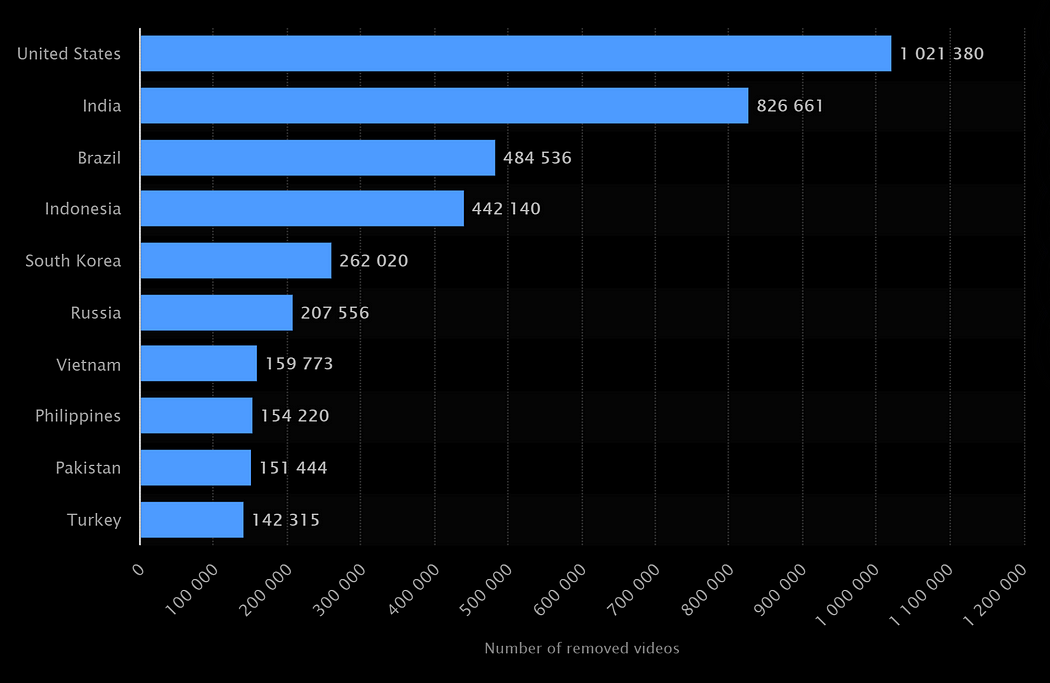 United States 1 021 380
India 826 661
Brazil 484 536
Indonesia 442 140
South Korea 262 020
Russia 207 556
Vietnam 159 773
Philippines 154 220
Pakistan 151 444
Turkey 142 315
0 100 000 200 000 300 000 400 000 500 000 600 000 700 000 800 000 900 000 1 000 000 1 100 000 1 200 000
Number of removed videos